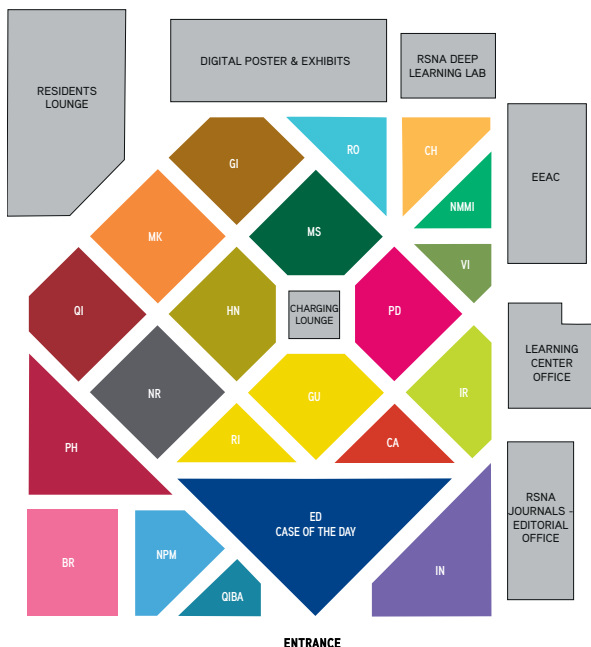 DIGITAL POSTER & EXHIBITS
RSNA DEEP
LEARNING LAB
RESIDENTS
LOUNGE
RO
CH
GI
EEAC
NMMI
MS
MK
VI
QI
HN
CHARGING
LOUNGE
PD
LEARNING
CENTER
OFFICE
NR
GU
IR
RI
CA
PH
RSNA
JOURNALS -
EDITORIAL
OFFICE
ED
CASE OF THE DAY
BR
NPM
IN
QIBA
ENTRANCE